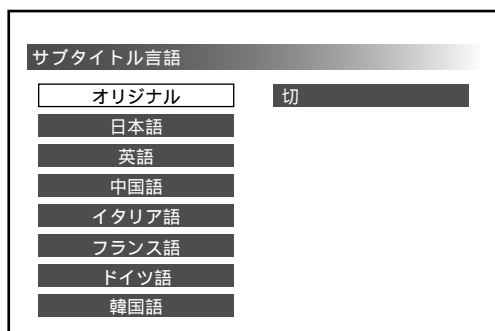 サブタイトル言語
オリジナル
切
日本語
英語
中国語
イタリア語
フランス語
ドイツ語
韓国語